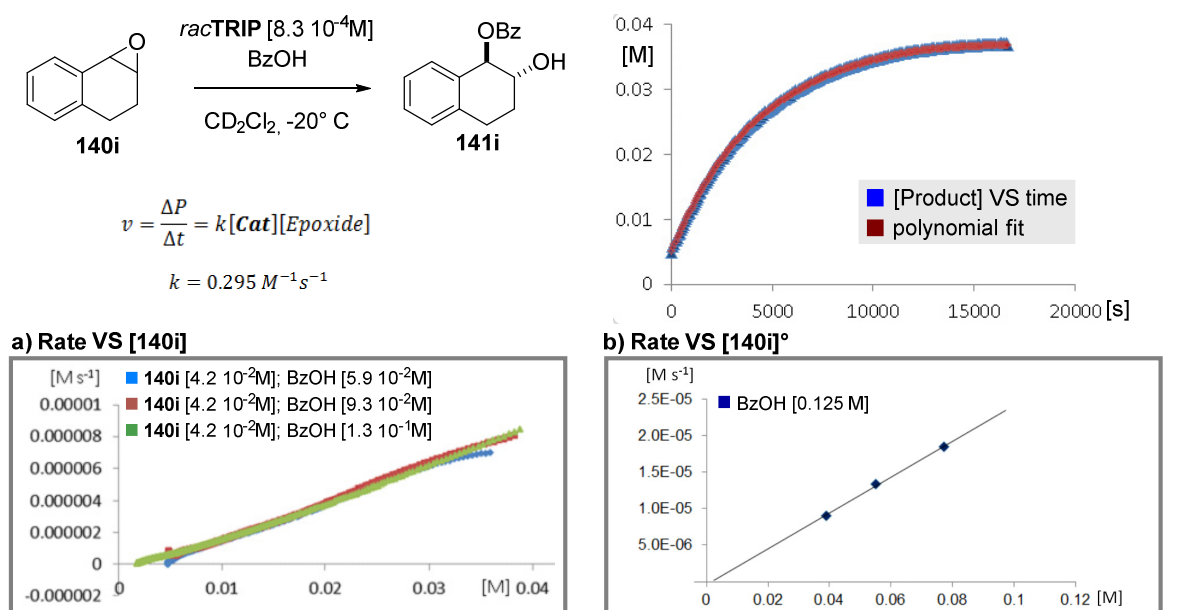 racTRIP [8.3 10⁻⁴M]
BzOH
CD₂Cl₂, -20° C
O
140i
OBz
OH
141i
v = ΔP/Δt = k[Cat][Epoxide]
k = 0.295 M⁻¹s⁻¹
[M]
0.04
0.03
0.02
0.01
0
0 5000 10000 15000 20000 [s]
[Product] VS time
polynomial fit
a) Rate VS [140i]
[M s⁻¹]
140i [4.2 10⁻²M]; BzOH [5.9 10⁻²M]
140i [4.2 10⁻²M]; BzOH [9.3 10⁻²M]
140i [4.2 10⁻²M]; BzOH [1.3 10⁻¹M]
0.00001
0.000008
0.000006
0.000004
0.000002
0
-0.000002
0 0.01 0.02 0.03 [M] 0.04
b) Rate VS [140i]°
[M s⁻¹]
BzOH [0.125 M]
2.5E-05
2.0E-05
1.5E-05
1.0E-05
5.0E-06
0 0.02 0.04 0.06 0.08 0.1 0.12 [M]